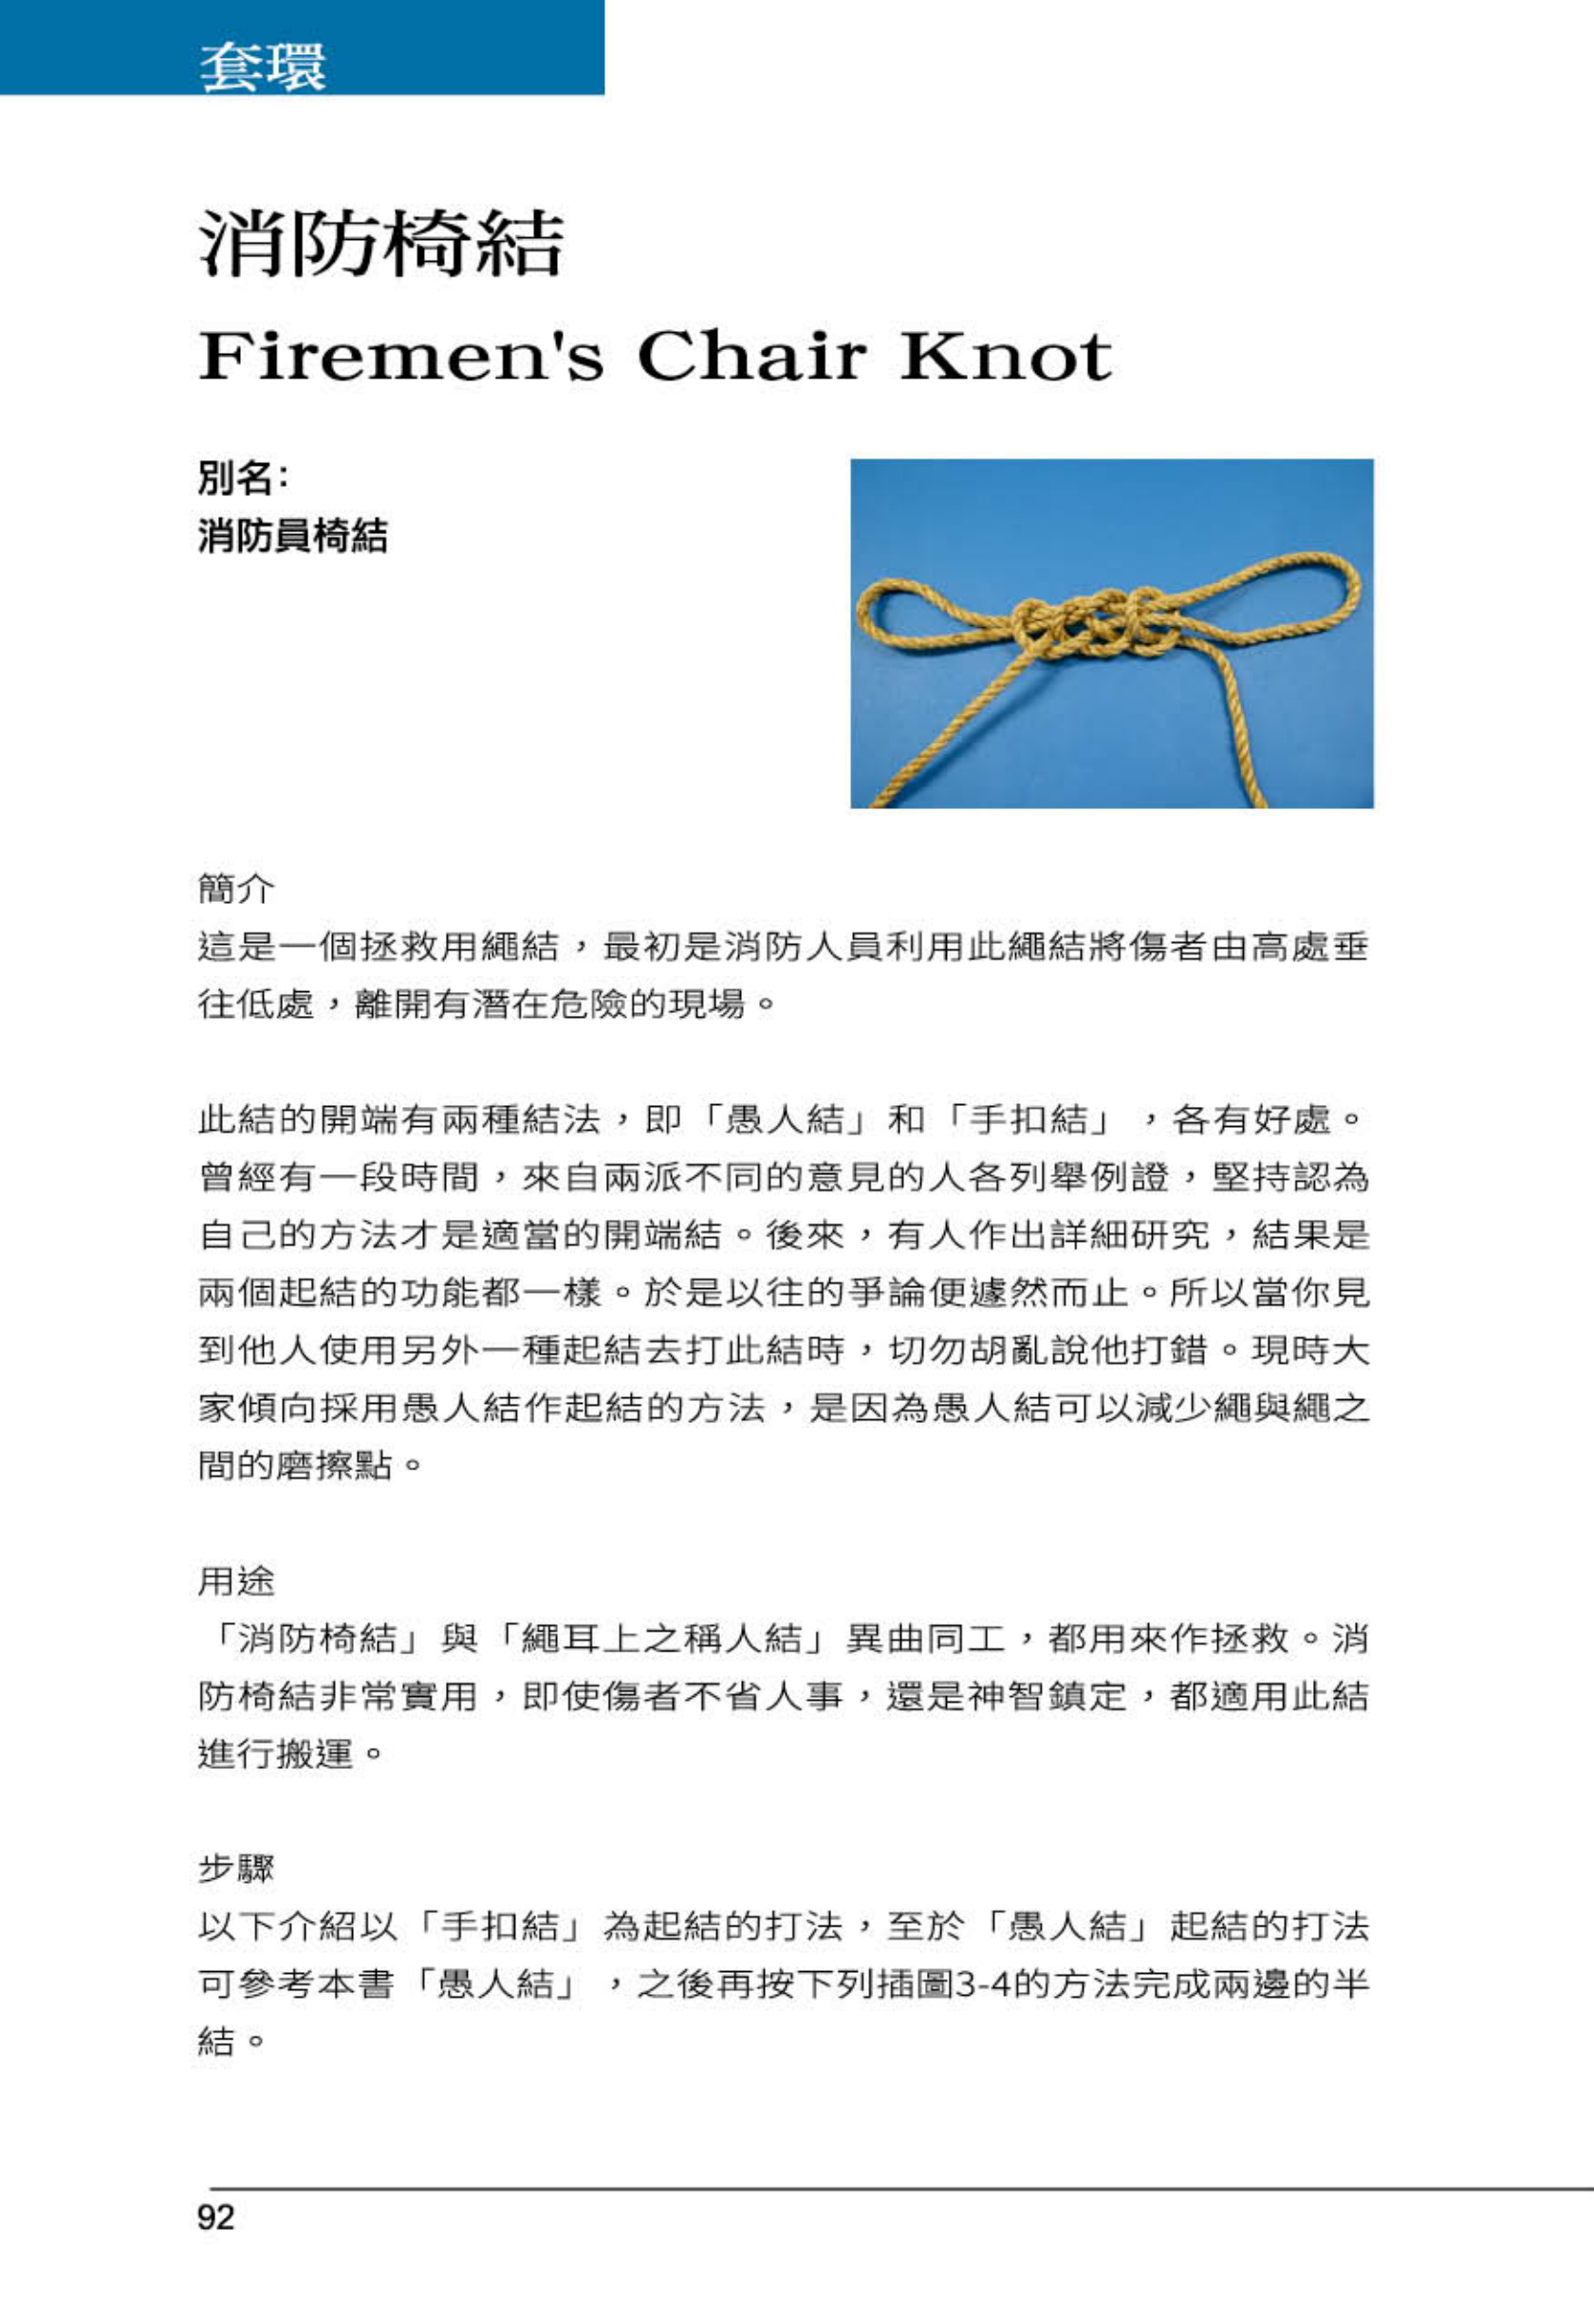 套環
消防椅結
Firemen's Chair Knot
別名：
消防員椅結
簡介
這是一個拯救用繩結，最初是消防人員利用此繩結將傷者由高處垂
往低處，離開有潛在危險的現場。
此結的開端有兩種結法，即「愚人結」和「手扣結」，各有好處。
曾經有一段時間，來自兩派不同的意見的人各列舉例證，堅持認為
自己的方法才是適當的開端結。後來，有人作出詳細研究，結果是
兩個起結的功能都一樣。於是以往的爭論便遽然而止。所以當你見
到他人使用另外一種起結去打此結時，切勿胡亂說他打錯。現時大
家傾向採用愚人結作起結的方法，是因為愚人結可以減少繩與繩之
間的磨擦點。
用途
「消防椅結」與「繩耳上之稱人結」異曲同工，都用來作拯救。消
防椅結非常實用，即使傷者不省人事，還是神智鎮定，都適用此結
進行搬運。
步驟
以下介紹以「手扣結」為起結的打法，至於「愚人結」起結的打法
可參考本書「愚人結」，之後再按下列插圖3-4的方法完成兩邊的半
結。
92